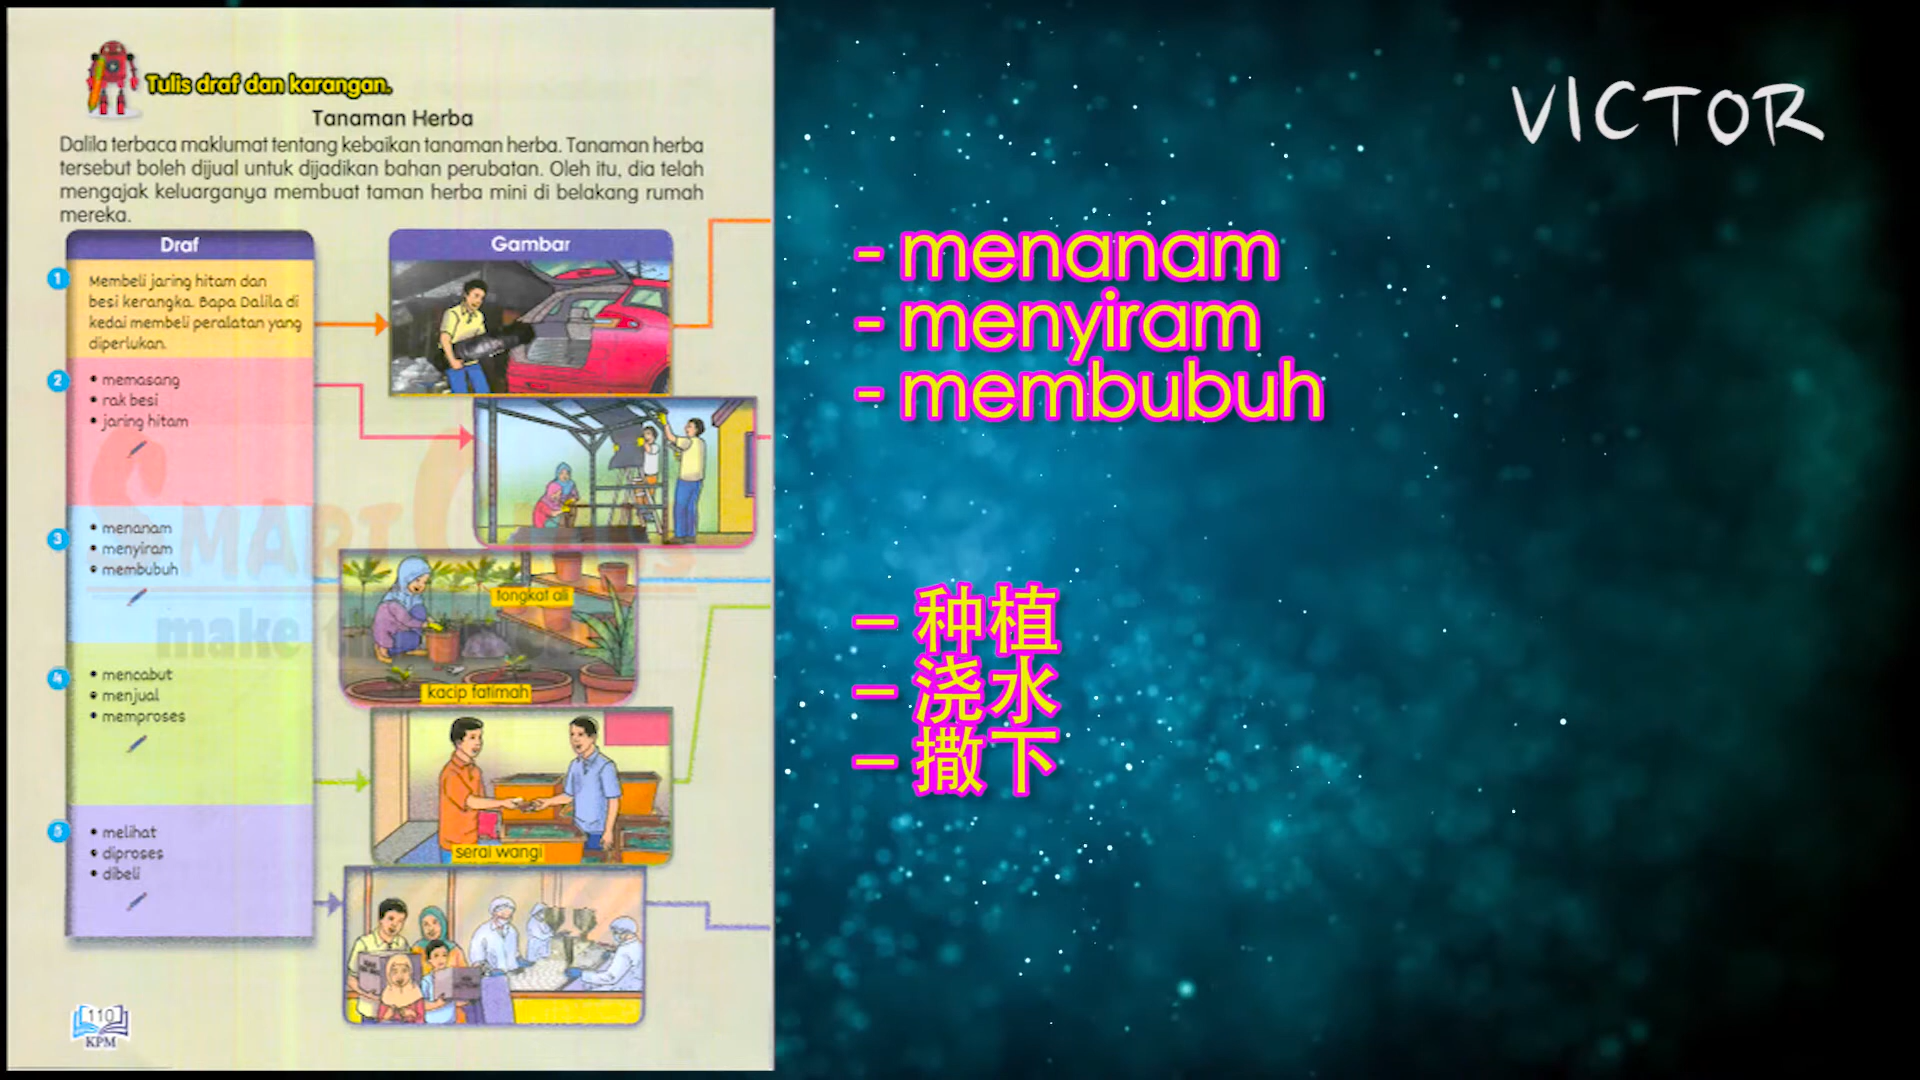 Tulis draf dan karangan.
Tanaman Herba
Dalila terbaca maklumat tentang kebaikan tanaman herba. Tanaman herba
tersebut boleh dijual untuk dijadikan bahan perubatan. Oleh itu, dia telah
mengajak keluarganya membuat taman herba mini di belakang rumah
mereka.
Draf
1
Membeli jaring hitam dan
besi kerangka. Bapa Dalila di
kedai membeli peralatan yang
diperlukan.
2
• memasang
• rak besi
• jaring hitam
3
• menanam
• menyiram
• membubuh
4
• mencabut
• menjual
• memproses
5
• melihat
• diproses
• dibeli
Gambar
tongkat ali
kacip fatimah
serai wangi
110
KPM
VICTOR
- menanam
- menyiram
- membubuh
- 种植
- 浇水
- 撒下